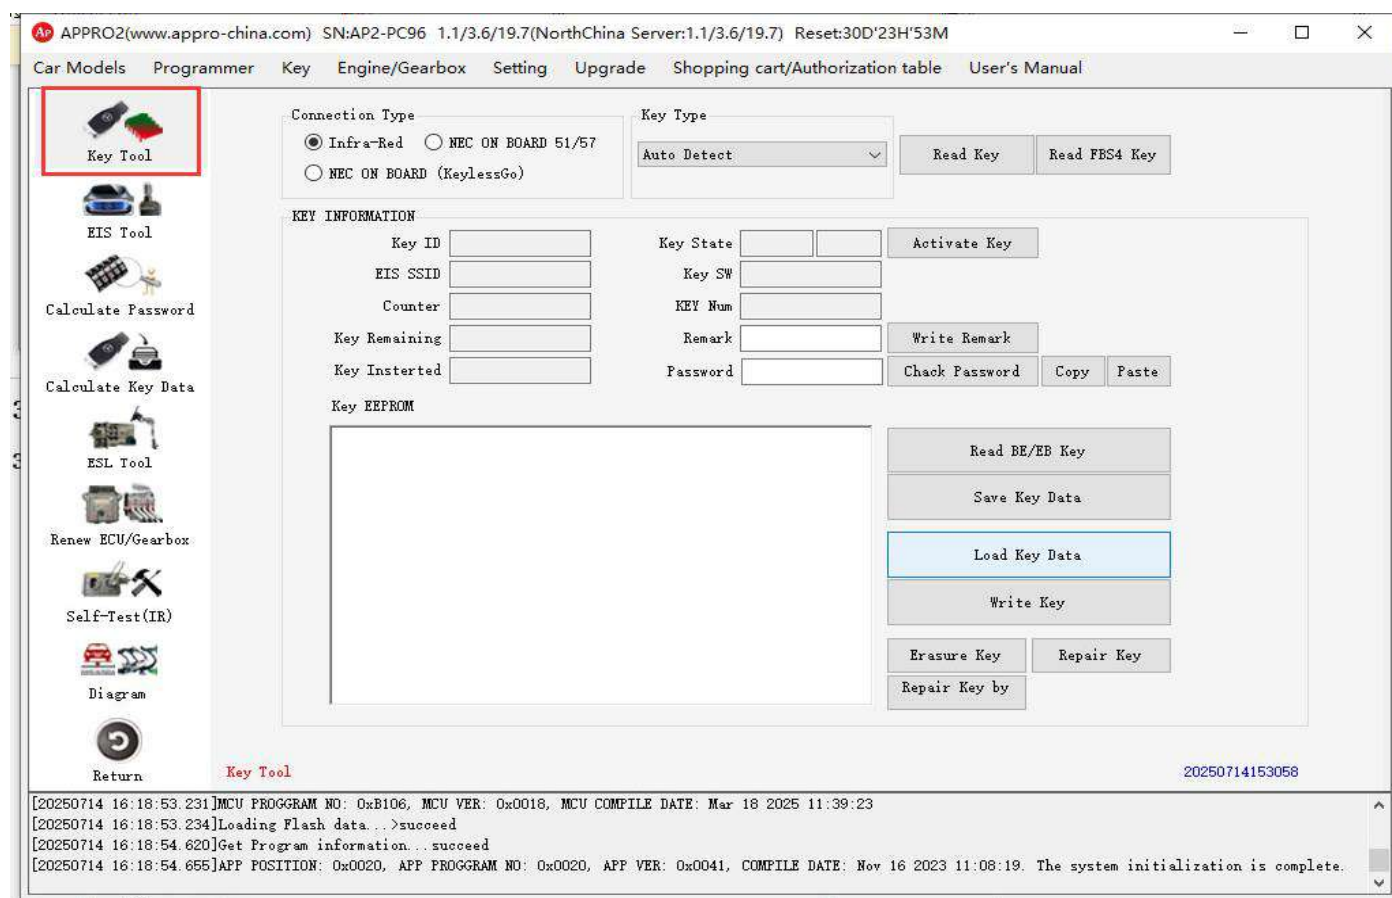 AP APPRO2(www.appro-china.com) SN:AP2-PC96 1.1/3.6/19.7(NorthChina Server:1.1/3.6/19.7) Reset:30D'23H'53M
Car Models Programmer Key Engine/Gearbox Setting Upgrade Shopping cart/Authorization table User's Manual
Key Tool
EIS Tool
Calculate Password
Calculate Key Data
ESL Tool
Renew ECU/Gearbox
Self-Test(IR)
Diagram
Return
Connection Type
Infra-Red NEC ON BOARD 51/57
NEC ON BOARD (KeylessGo)
Key Type
Auto Detect
Read Key Read FBS4 Key
KEY INFORMATION
Key ID Key State Activate Key
EIS SSID Key SW
Counter KEY Num
Key Remaining Remark Write Remark
Key Insterted Password Chack Password Copy Paste
Key EEPROM
Read BE/EB Key
Save Key Data
Load Key Data
Write Key
Erasure Key Repair Key
Repair Key by
Key Tool 20250714153058
[20250714 16:18:53.231]MCU PROGGRAM NO: 0xB106, MCU VER: 0x0018, MCU COMPILE DATE: Mar 18 2025 11:39:23
[20250714 16:18:53.234]Loading Flash data...>succeed
[20250714 16:18:54.620]Get Program information...succeed
[20250714 16:18:54.655]APP POSITION: 0x0020, APP PROGGRAM NO: 0x0020, APP VER: 0x0041, COMPILE DATE: Nov 16 2023 11:08:19. The system initialization is complete.